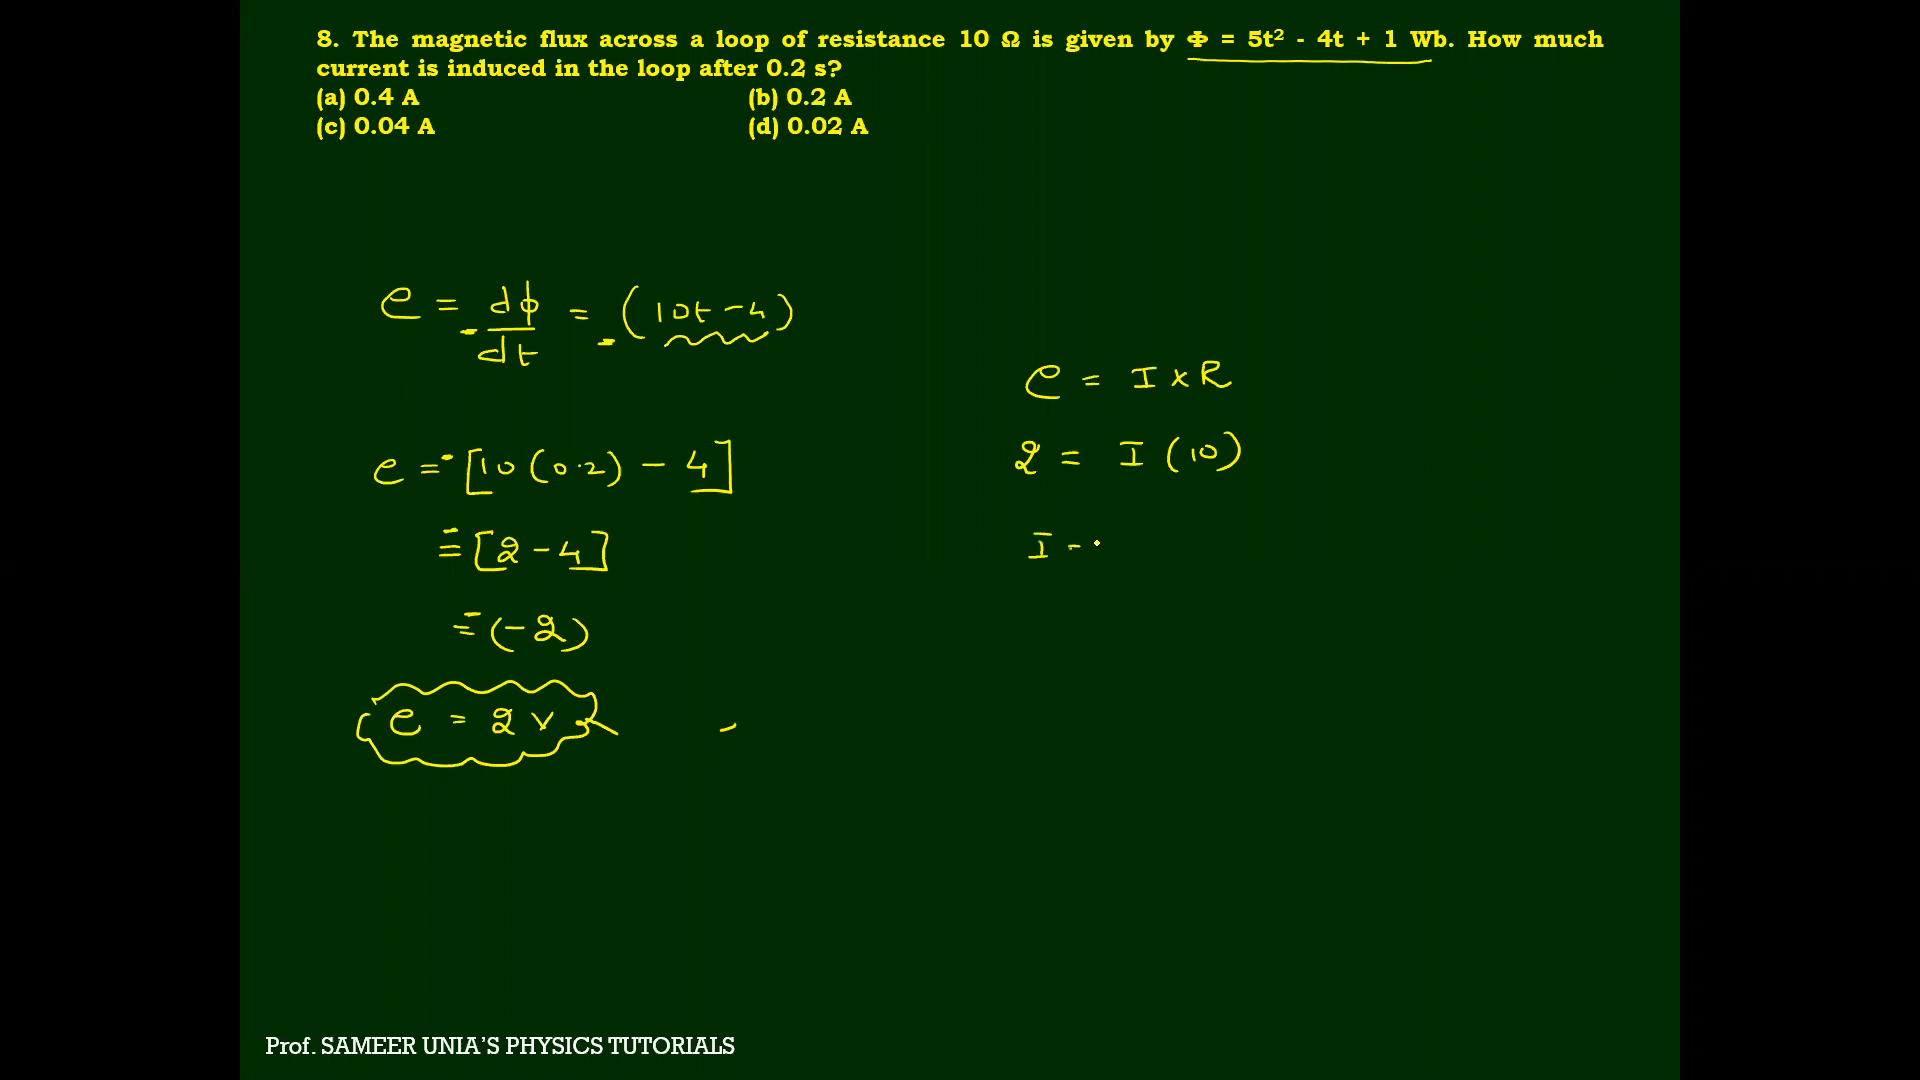 8. The magnetic flux across a loop of resistance 10 Ω is given by Φ = 5t² - 4t + 1 Wb. How much
current is induced in the loop after 0.2 s?
(a) 0.4 A (b) 0.2 A
(c) 0.04 A (d) 0.02 A
e = - dϕ/dt = - (10t - 4)
e = - [10 (0.2) - 4]
= - [2 - 4]
= - (-2)
e = 2 v
e = I × R
2 = I (10)
I - .
Prof. SAMEER UNIA'S PHYSICS TUTORIALS